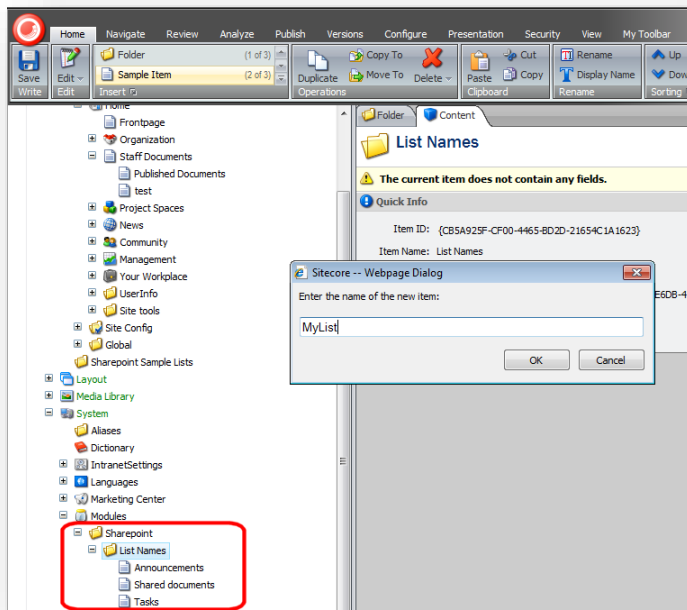 Home Navigate Review Analyze Publish Versions Configure Presentation Security View My Toolbar
Save
Write
Edit
Edit
Folder (1 of 3)
Sample Item (2 of 3)
Insert
Duplicate
Copy To
Move To
Delete
Operations
Paste
Cut
Copy
Clipboard
Rename
Display Name
Rename
Up
Dow
Sorting
Home
Frontpage
Organization
Staff Documents
Published Documents
test
Project Spaces
News
Community
Management
Your Workplace
UserInfo
Site tools
Site Config
Global
Sharepoint Sample Lists
Layout
Media Library
System
Aliases
Dictionary
IntranetSettings
Languages
Marketing Center
Modules
Sharepoint
List Names
Announcements
Shared documents
Tasks
Folder Content
List Names
The current item does not contain any fields.
Quick Info
Item ID: {CB5A925F-CF00-4465-BD2D-21654C1A1623}
Item Name: List Names
E6DB-4
Sitecore -- Webpage Dialog
Enter the name of the new item:
MyList
OK Cancel